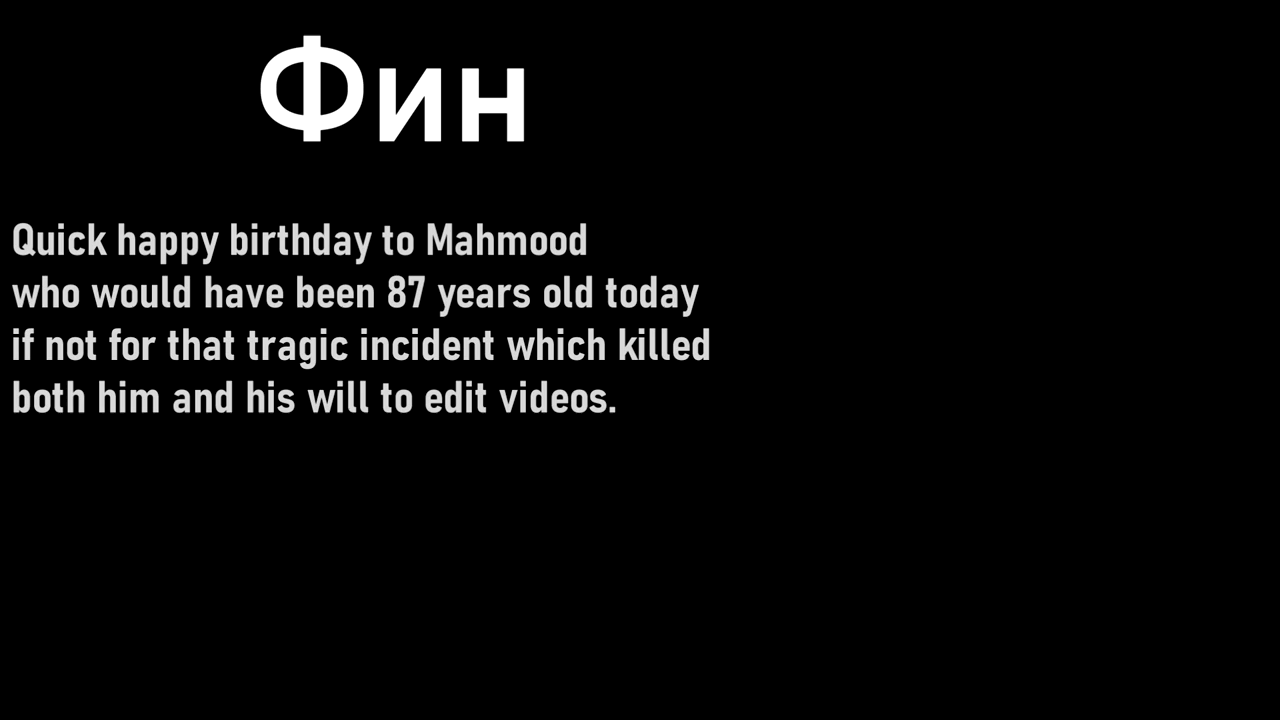 Фин
Quick happy birthday to Mahmood
who would have been 87 years old today
if not for that tragic incident which killed
both him and his will to edit videos.